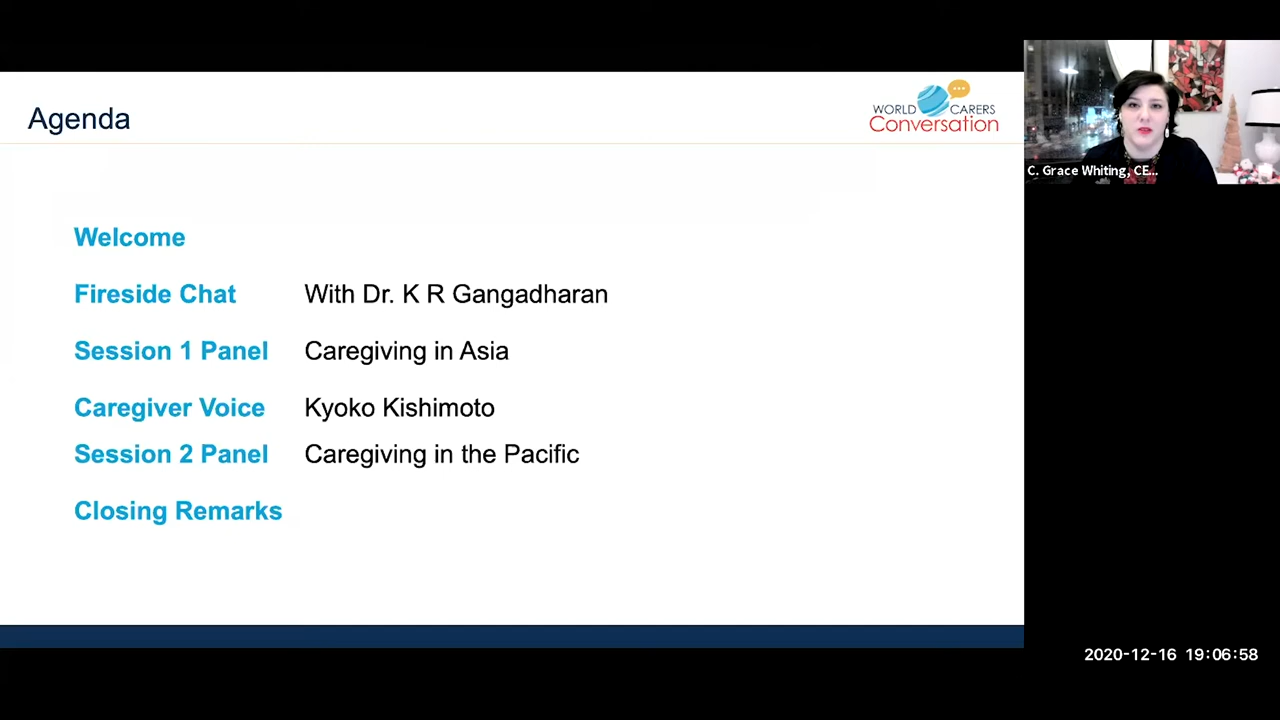 Agenda
WORLD CARERS
Conversation
C. Grace Whiting, CE...
Welcome
Fireside Chat With Dr. K R Gangadharan
Session 1 Panel Caregiving in Asia
Caregiver Voice Kyoko Kishimoto
Session 2 Panel Caregiving in the Pacific
Closing Remarks
2020-12-16 19:06:58